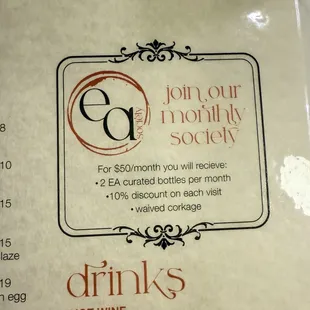 ea
society
join our
monthly
society
For $50/month you will recieve:
• 2 EA curated bottles per month
•10% discount on each visit
• waived corkage
8
10
15
15
laze
19
n egg
drinks
WINE